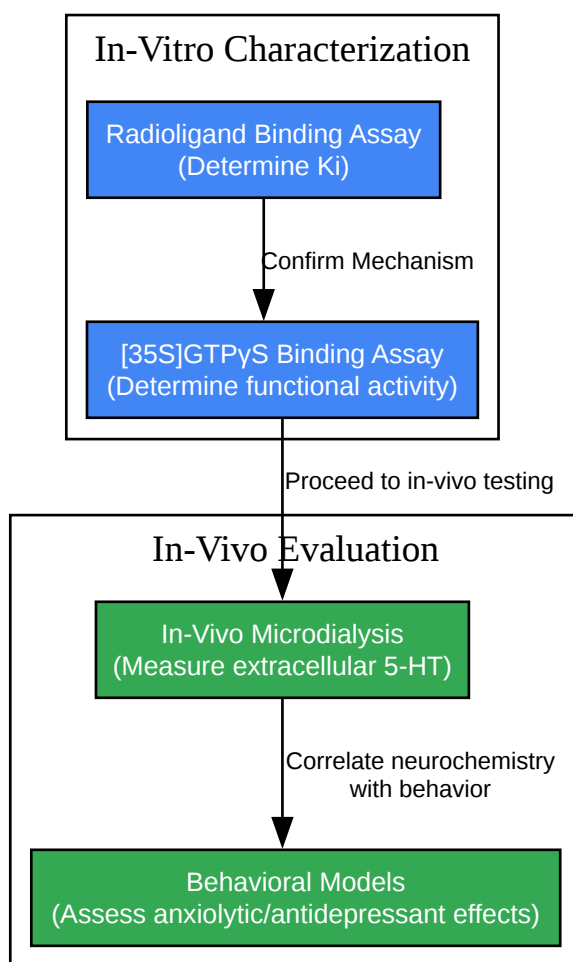 In-Vitro Characterization
Radioligand Binding Assay
(Determine Ki)
Confirm Mechanism
[35S]GTPγS Binding Assay
(Determine functional activity)
Proceed to in-vivo testing
In-Vivo Evaluation
In-Vivo Microdialysis
(Measure extracellular 5-HT)
Correlate neurochemistry
with behavior
Behavioral Models
(Assess anxiolytic/antidepressant effects)